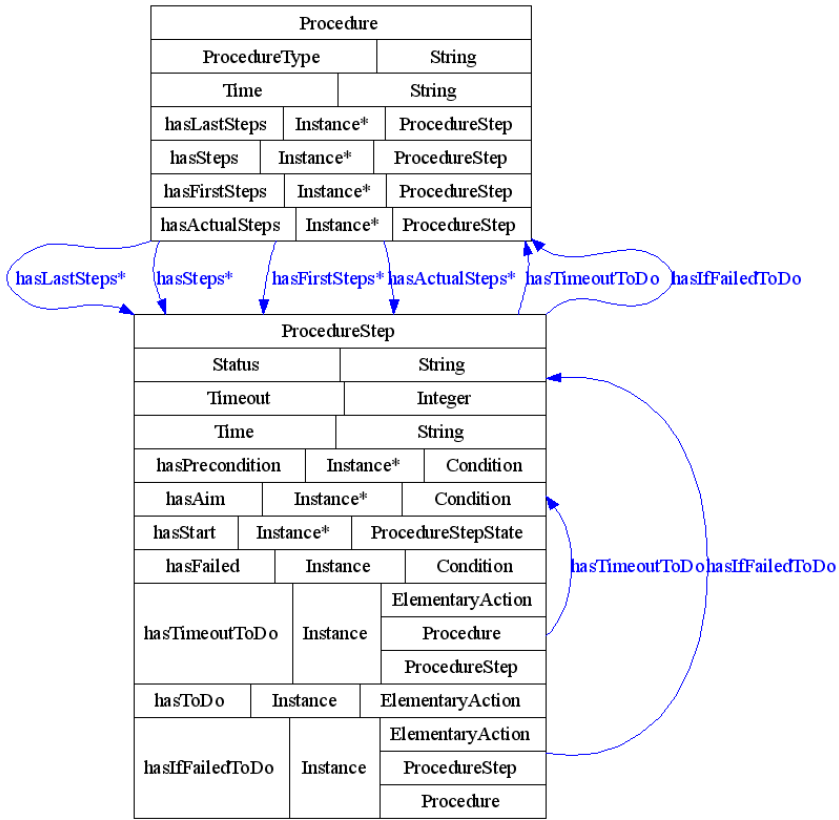 Procedure
ProcedureType String
Time String
hasLastSteps Instance* ProcedureStep
hasSteps Instance* ProcedureStep
hasFirstSteps Instance* ProcedureStep
hasActualSteps Instance* ProcedureStep
hasLastSteps* hasSteps* hasFirstSteps* hasActualSteps* hasTimeoutToDo hasIfFailedToDo
ProcedureStep
Status String
Timeout Integer
Time String
hasPrecondition Instance* Condition
hasAim Instance* Condition
hasStart Instance* ProcedureStepState
hasFailed Instance Condition
hasTimeoutToDo hasIfFailedToDo
ElementaryAction
hasTimeoutToDo Instance Procedure
ProcedureStep
hasToDo Instance ElementaryAction
ElementaryAction
hasIfFailedToDo Instance ProcedureStep
Procedure